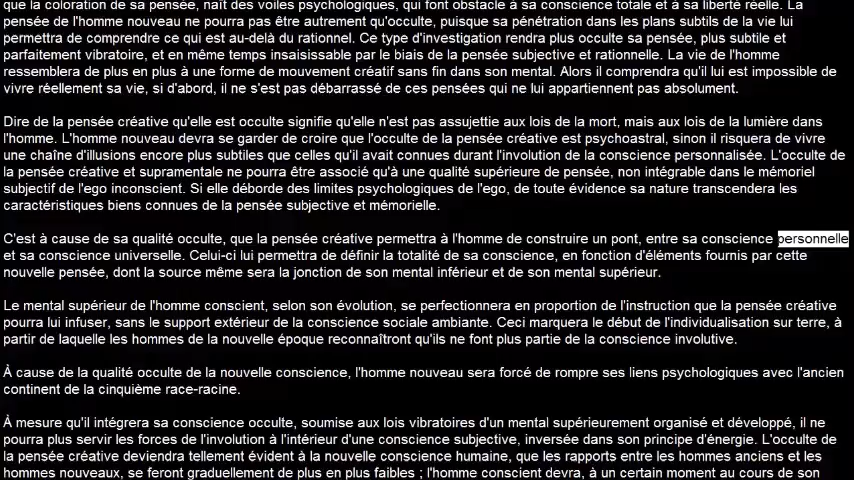 que la coloration de sa pensée, naît des voiles psychologiques, qui font obstacle à sa conscience totale et à sa liberté réelle. La
pensée de l'homme nouveau ne pourra pas être autrement qu'occulte, puisque sa pénétration dans les plans subtils de la vie lui
permettra de comprendre ce qui est au-delà du rationnel. Ce type d'investigation rendra plus occulte sa pensée, plus subtile et
parfaitement vibratoire, et en même temps insaisissable par le biais de la pensée subjective et rationnelle. La vie de l'homme
ressemblera de plus en plus à une forme de mouvement créatif sans fin dans son mental. Alors il comprendra qu'il lui est impossible de
vivre réellement sa vie, si d'abord, il ne s'est pas débarrassé de ces pensées qui ne lui appartiennent pas absolument.
Dire de la pensée créative qu'elle est occulte signifie qu'elle n'est pas assujettie aux lois de la mort, mais aux lois de la lumière dans
l'homme. L'homme nouveau devra se garder de croire que l'occulte de la pensée créative est psychoastral, sinon il risquera de vivre
une chaîne d'illusions encore plus subtiles que celles qu'il avait connues durant l'involution de la conscience personnalisée. L'occulte de
la pensée créative et supramentale ne pourra être associé qu'à une qualité supérieure de pensée, non intégrable dans le mémoriel
subjectif de l'ego inconscient. Si elle déborde des limites psychologiques de l'ego, de toute évidence sa nature transcendera les
caractéristiques biens connues de la pensée subjective et mémorielle.
C'est à cause de sa qualité occulte, que la pensée créative permettra à l'homme de construire un pont, entre sa conscience personnelle
et sa conscience universelle. Celui-ci lui permettra de définir la totalité de sa conscience, en fonction d'éléments fournis par cette
nouvelle pensée, dont la source même sera la jonction de son mental inférieur et de son mental supérieur.
Le mental supérieur de l'homme conscient, selon son évolution, se perfectionnera en proportion de l'instruction que la pensée créative
pourra lui infuser, sans le support extérieur de la conscience sociale ambiante. Ceci marquera le début de l'individualisation sur terre, à
partir de laquelle les hommes de la nouvelle époque reconnaîtront qu'ils ne font plus partie de la conscience involutive.
À cause de la qualité occulte de la nouvelle conscience, l'homme nouveau sera forcé de rompre ses liens psychologiques avec l'ancien
continent de la cinquième race-racine.
À mesure qu'il intégrera sa conscience occulte, soumise aux lois vibratoires d'un mental supérieurement organisé et développé, il ne
pourra plus servir les forces de l'involution à l'intérieur d'une conscience subjective, inversée dans son principe d'énergie. L'occulte de
la pensée créative deviendra tellement évident à la nouvelle conscience humaine, que les rapports entre les hommes anciens et les
hommes nouveaux, se feront graduellement de plus en plus faibles ; l'homme conscient devra, à un certain moment au cours de son